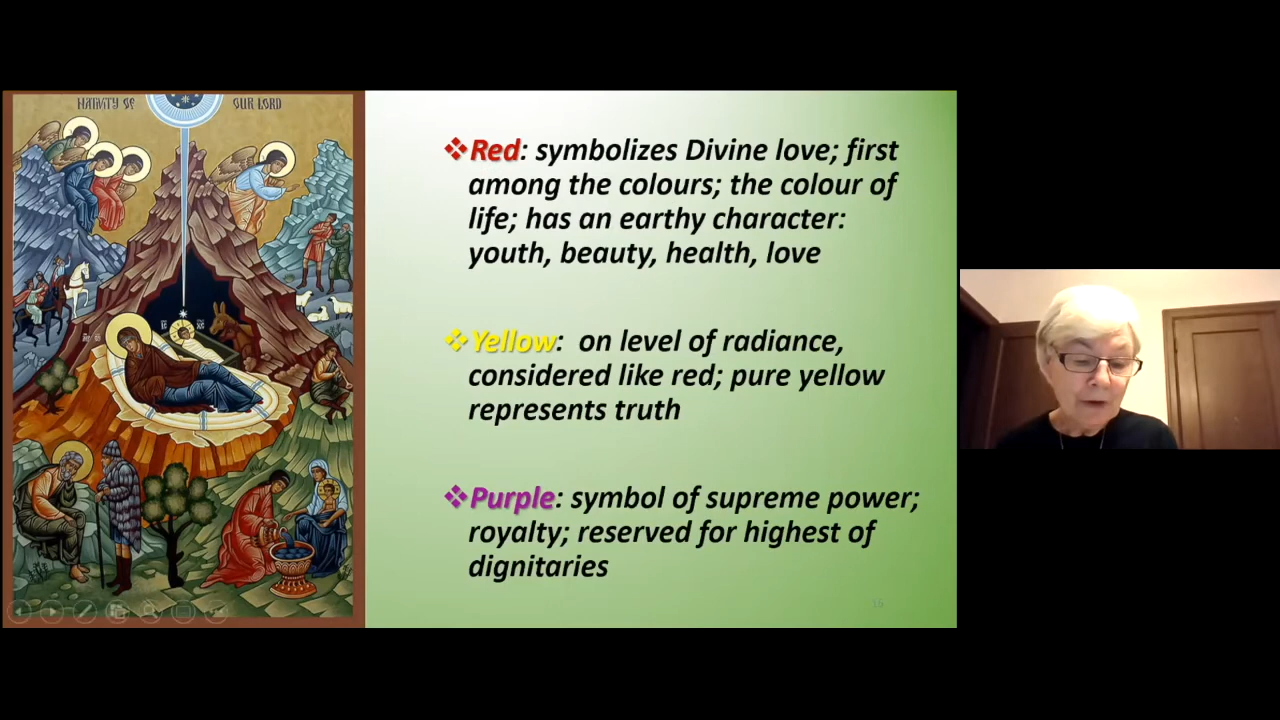 NATIVITY OF OUR LORD
❖Red: symbolizes Divine love; first
among the colours; the colour of
life; has an earthy character:
youth, beauty, health, love
❖Yellow: on level of radiance,
considered like red; pure yellow
represents truth
❖Purple: symbol of supreme power;
royalty; reserved for highest of
dignitaries
16